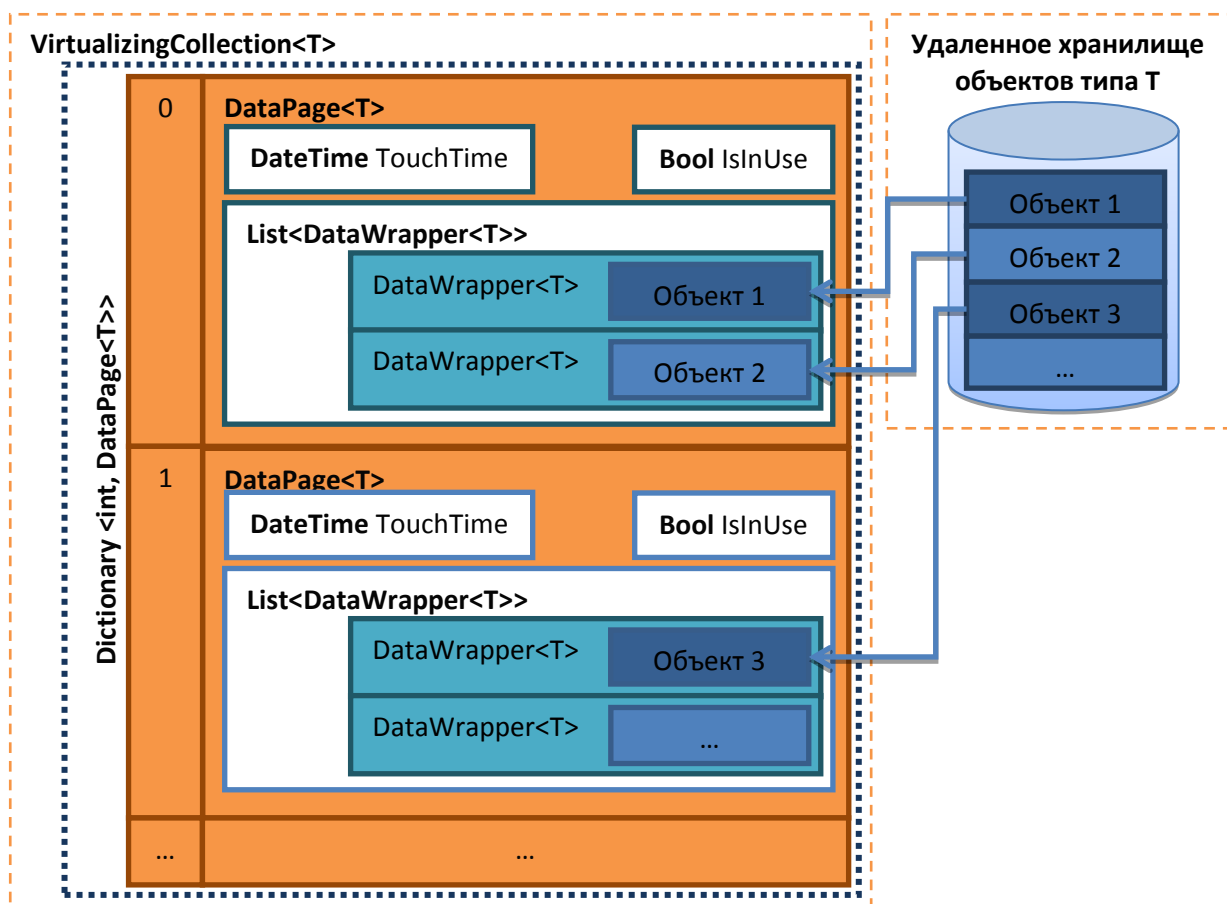 VirtualizingCollection<T>
Dictionary <int, DataPage<T>>
0
DataPage<T>
DateTime TouchTime
Bool IsInUse
List<DataWrapper<T>>
DataWrapper<T>
Объект 1
DataWrapper<T>
Объект 2
1
DataPage<T>
DateTime TouchTime
Bool IsInUse
List<DataWrapper<T>>
DataWrapper<T>
Объект 3
DataWrapper<T>
...
...
...
Удаленное хранилище
объектов типа T
Объект 1
Объект 2
Объект 3
...